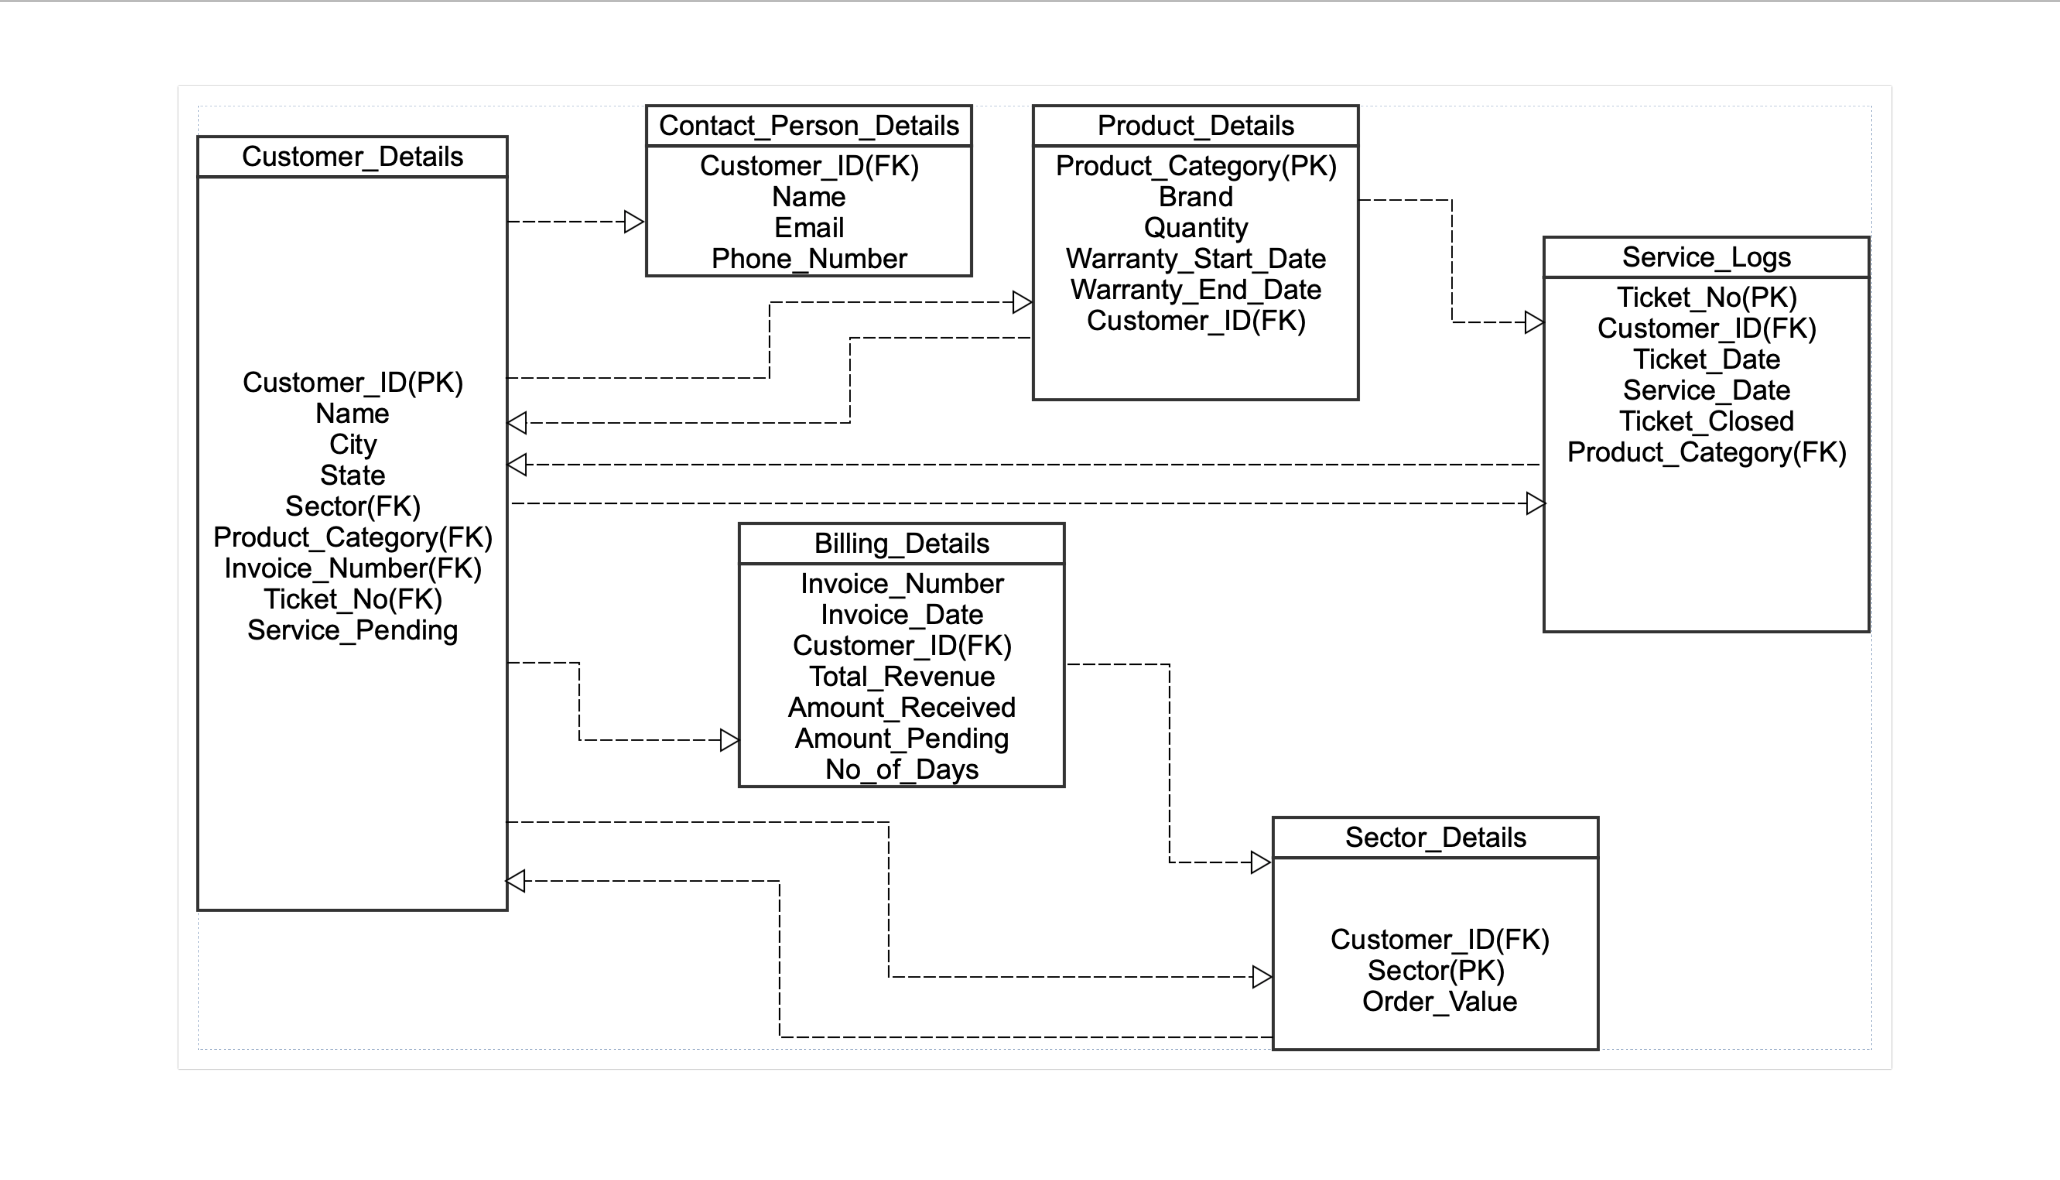 Customer_Details
Customer_ID(PK)
Name
City
State
Sector(FK)
Product_Category(FK)
Invoice_Number(FK)
Ticket_No(FK)
Service_Pending
Contact_Person_Details
Customer_ID(FK)
Name
Email
Phone_Number
Product_Details
Product_Category(PK)
Brand
Quantity
Warranty_Start_Date
Warranty_End_Date
Customer_ID(FK)
Service_Logs
Ticket_No(PK)
Customer_ID(FK)
Ticket_Date
Service_Date
Ticket_Closed
Product_Category(FK)
Billing_Details
Invoice_Number
Invoice_Date
Customer_ID(FK)
Total_Revenue
Amount_Received
Amount_Pending
No_of_Days
Sector_Details
Customer_ID(FK)
Sector(PK)
Order_Value